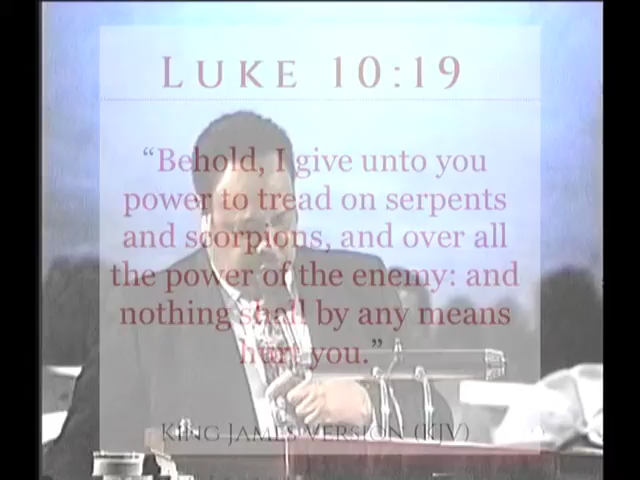 LUKE 10:19
“Behold, I give unto you
power to tread on serpents
and scorpions, and over all
the power of the enemy: and
nothing shall by any means
hurt you.”
KING JAMES VERSION (KJV)